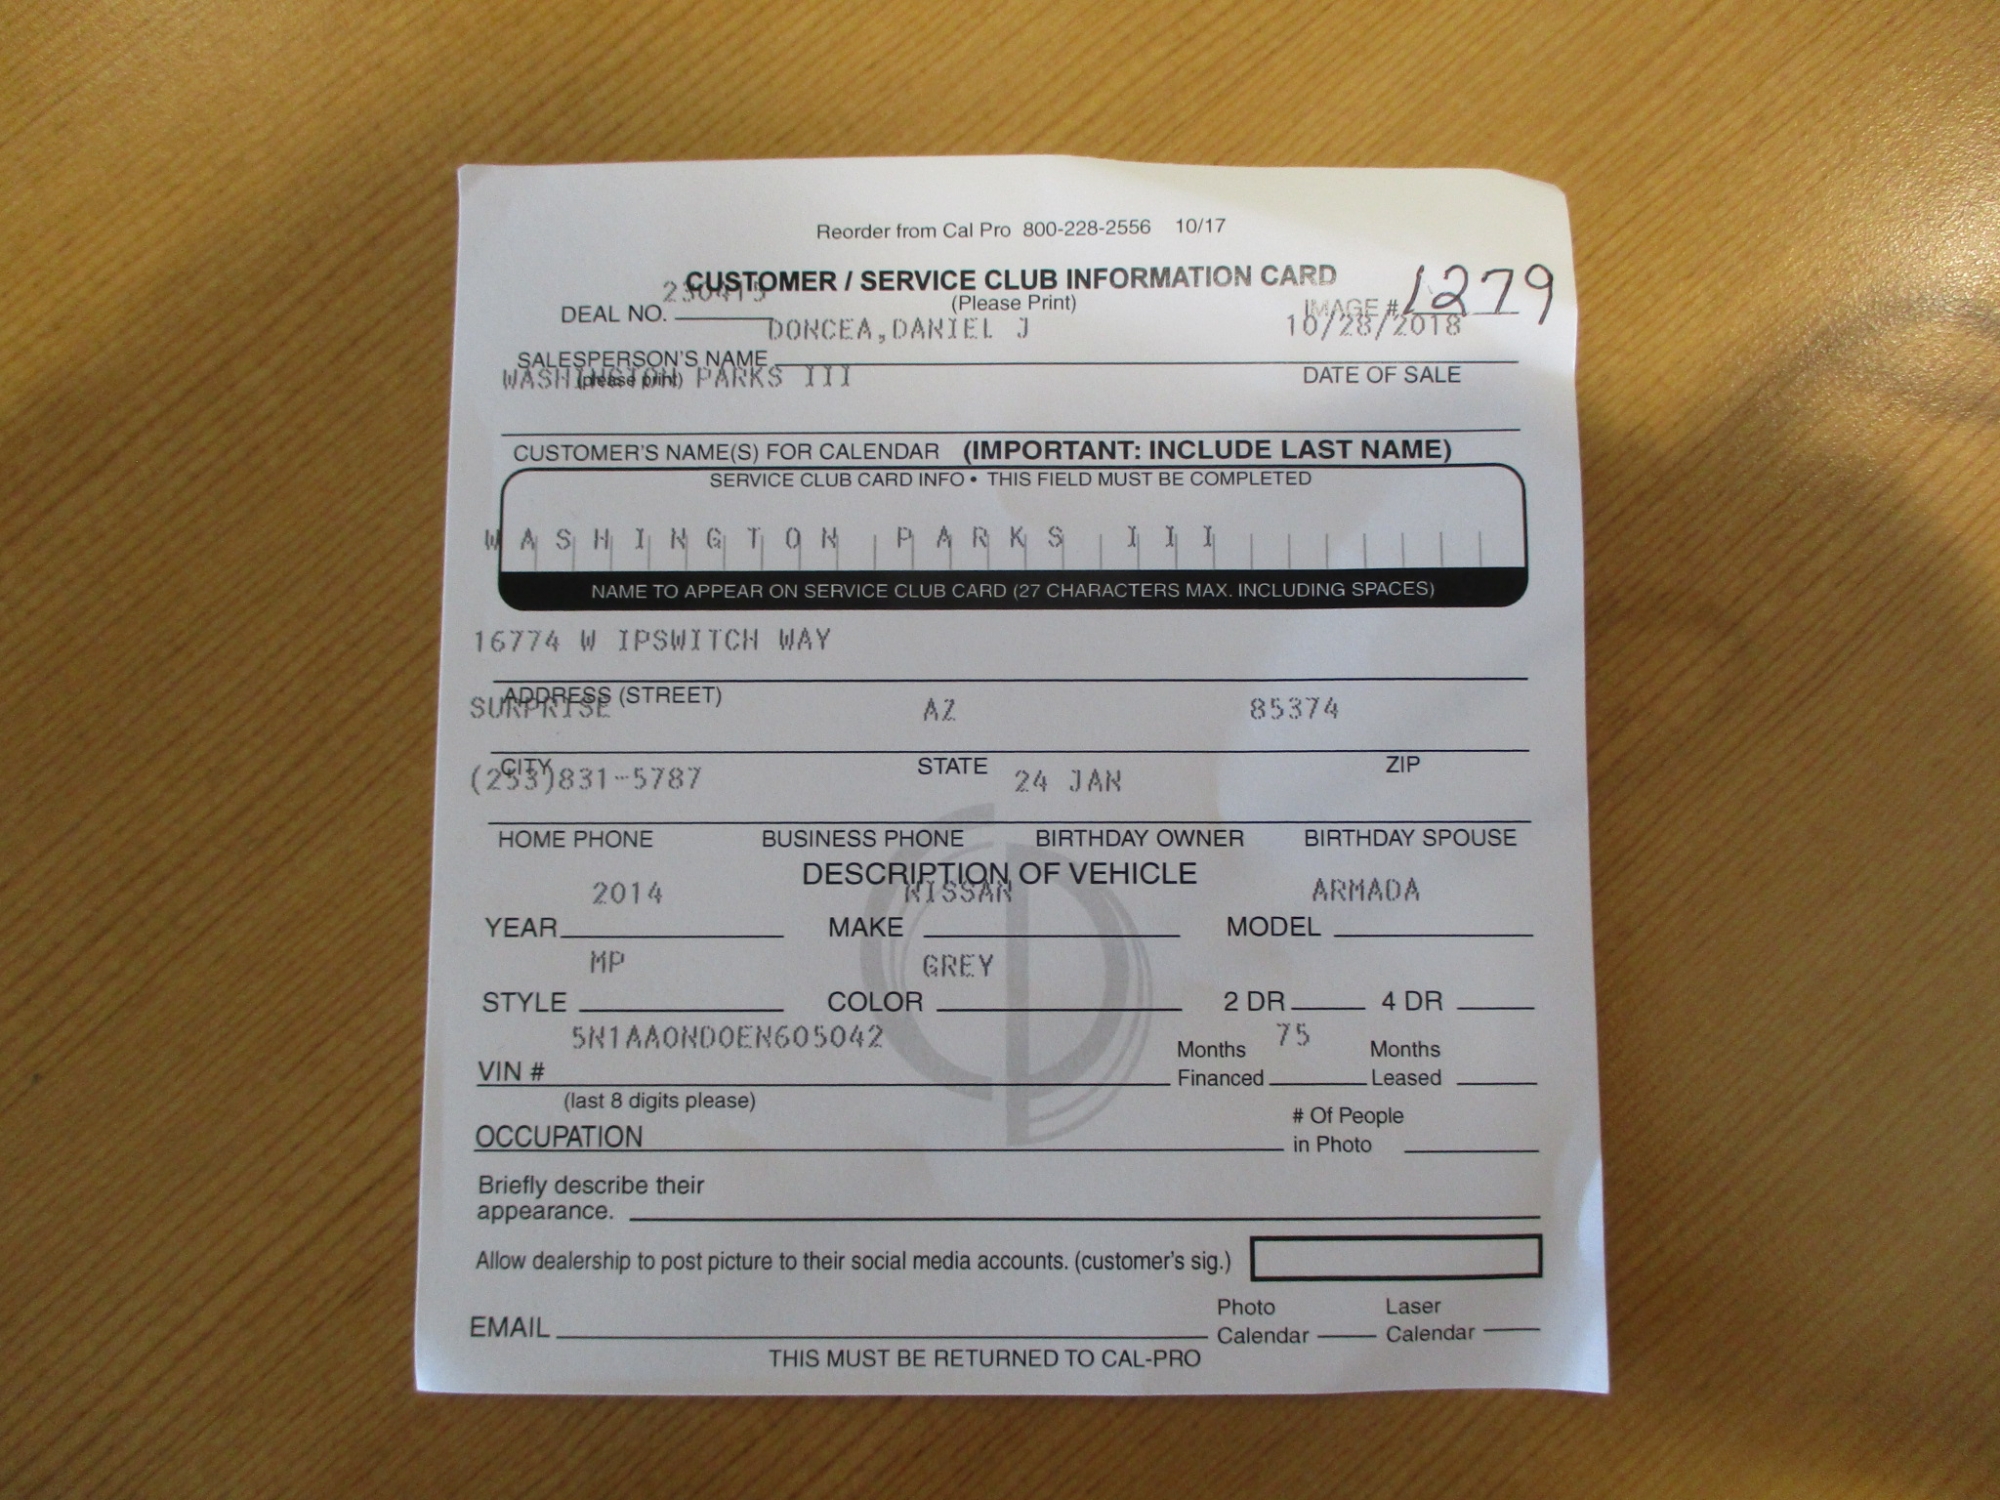 Reorder from Cal Pro 800-228-2556 10/17
CUSTOMER / SERVICE CLUB INFORMATION CARD
(Please Print)
DEAL NO. 230415
IMAGE # 1279
DONCEA,DANIEL J 10/28/2018
SALESPERSON'S NAME
(please print)
DATE OF SALE
WASHINGTON PARKS III
CUSTOMER'S NAME(S) FOR CALENDAR (IMPORTANT: INCLUDE LAST NAME)
SERVICE CLUB CARD INFO • THIS FIELD MUST BE COMPLETED
WASHINGTON PARKS III
NAME TO APPEAR ON SERVICE CLUB CARD (27 CHARACTERS MAX. INCLUDING SPACES)
16774 W IPSWITCH WAY
ADDRESS (STREET)
SURPRISE AZ 85374
CITY STATE ZIP
(253)831-5787 24 JAN
HOME PHONE BUSINESS PHONE BIRTHDAY OWNER BIRTHDAY SPOUSE
DESCRIPTION OF VEHICLE
2014 NISSAN ARMADA
YEAR MAKE MODEL
MP GREY
STYLE COLOR 2 DR 4 DR
5N1AA0ND0EN605042 75
VIN # Months Financed Months Leased
(last 8 digits please)
OCCUPATION # Of People in Photo
Briefly describe their
appearance.
Allow dealership to post picture to their social media accounts. (customer's sig.)
EMAIL Photo Calendar Laser Calendar
THIS MUST BE RETURNED TO CAL-PRO